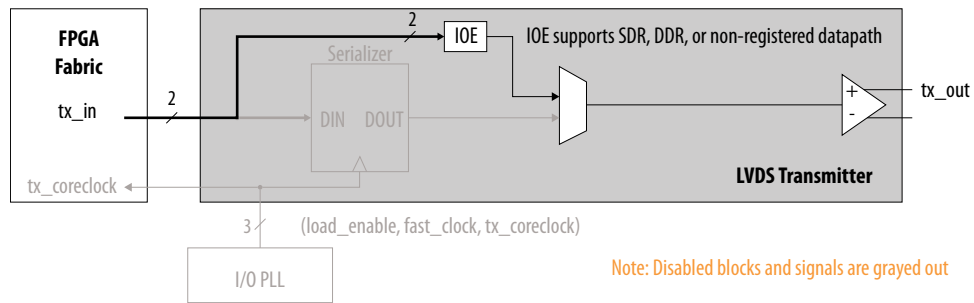 FPGA
Fabric
2
IOE
IOE supports SDR, DDR, or non-registered datapath
Serializer
tx_in
2
DIN
DOUT
+
-
tx_out
tx_coreclock
LVDS Transmitter
3
(load_enable, fast_clock, tx_coreclock)
I/O PLL
Note: Disabled blocks and signals are grayed out